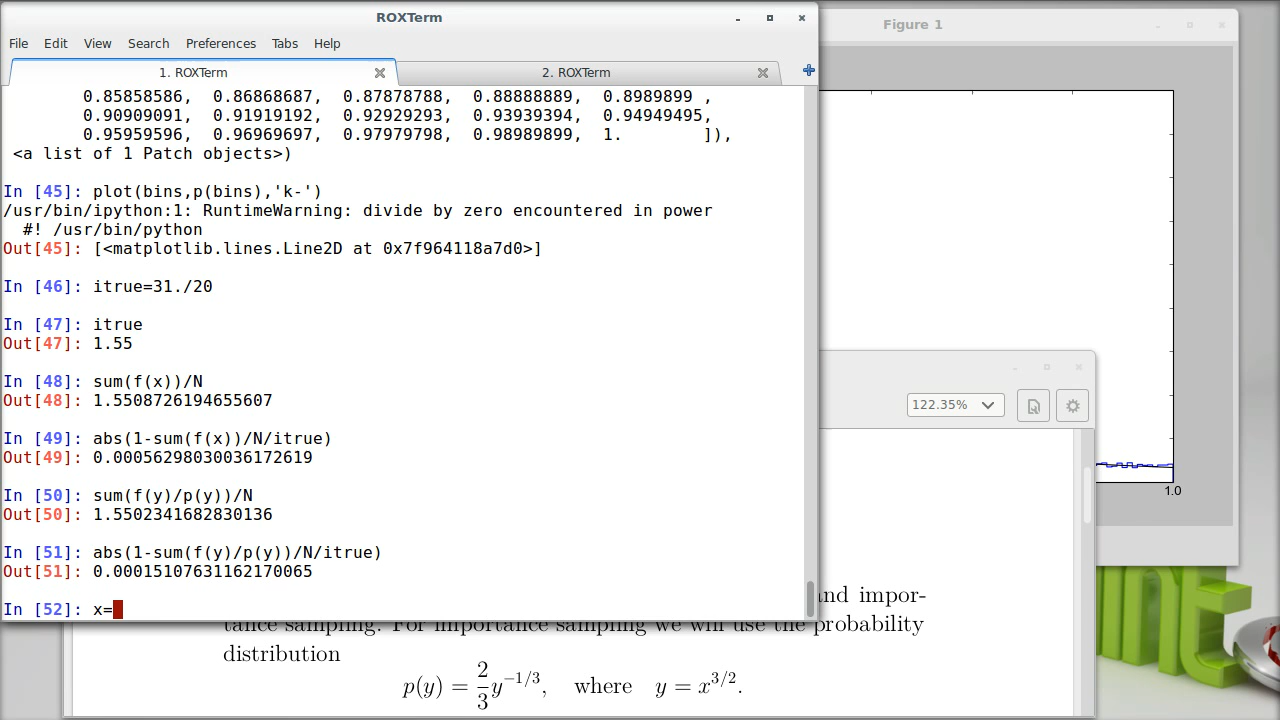 ROXTerm
File Edit View Search Preferences Tabs Help
1. ROXTerm
2. ROXTerm
0.85858586, 0.86868687, 0.87878788, 0.88888889, 0.8989899 ,
0.90909091, 0.91919192, 0.92929293, 0.93939394, 0.94949495,
0.95959596, 0.96969697, 0.97979798, 0.98989899, 1. ]),
<a list of 1 Patch objects>)
In [45]: plot(bins,p(bins),'k-')
/usr/bin/ipython:1: RuntimeWarning: divide by zero encountered in power
#! /usr/bin/python
Out[45]: [<matplotlib.lines.Line2D at 0x7f964118a7d0>]
In [46]: itrue=31./20
In [47]: itrue
Out[47]: 1.55
In [48]: sum(f(x))/N
Out[48]: 1.5508726194655607
In [49]: abs(1-sum(f(x))/N/itrue)
Out[49]: 0.00056298030036172619
In [50]: sum(f(y)/p(y))/N
Out[50]: 1.5502341682830136
In [51]: abs(1-sum(f(y)/p(y))/N/itrue)
Out[51]: 0.00015107631162170065
In [52]: x=
Figure 1
1.0
122.35%
and impor-
tance sampling. For importance sampling we will use the probability
distribution
p(y) = 2/3 y^{-1/3}, where y = x^{3/2}.